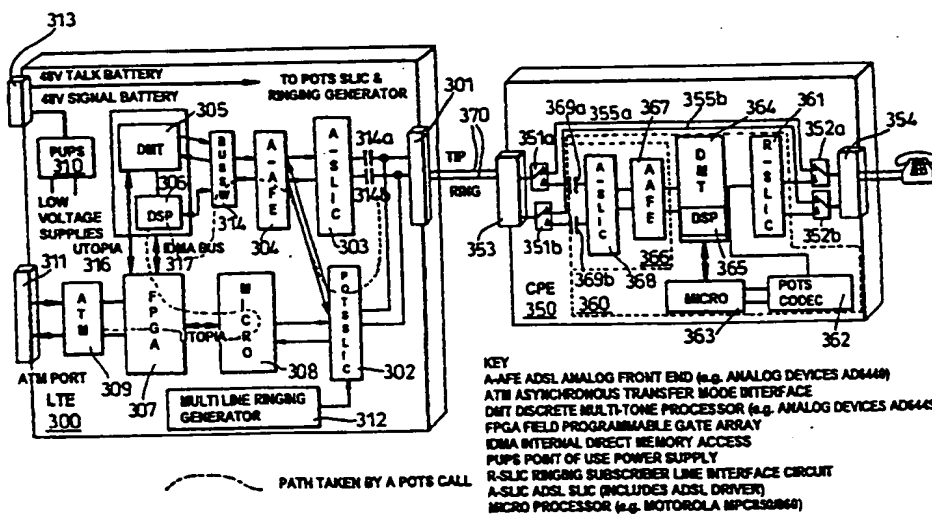 313
48V TALK BATTERY
48V SIGNAL BATTERY
TO POTS SLIC &
RINGING GENERATOR
301
305
DMT
BUSSW
314
A-AFE
304
A-SLIC
303
314a
314b
370
TIP
RING
PUPS
310
LOW
VOLTAGE
SUPPLIES
306
DSP
UTOPIA
316
IDMA BUS
317
311
ATM
309
FPGA
307
UTOPIA
MICRO
308
POTSSLIC
302
ATM PORT
LTE
300
MULTI LINE RINGING
GENERATOR
312
PATH TAKEN BY A POTS CALL
369a
367
355b
364
361
351a
355a
352a
354
A-SLIC
AAFE
DMT
R-SLIC
DSP
353
351b
369b
368
366
365
352b
CPE
350
360
MICRO
363
POTS
CODEC
362
KEY
A-AFE ADSL ANALOG FRONT END (e.g. ANALOG DEVICES AD6440)
ATM ASYNCHRONOUS TRANSFER MODE INTERFACE
DMT DISCRETE MULTI-TONE PROCESSOR (e.g. ANALOG DEVICES
FPGA FIELD PROGRAMMABLE GATE ARRAY
IDMA INTERNAL DIRECT MEMORY ACCESS
PUPS POINT OF USE POWER SUPPLY
R-SLIC RINGING SUBSCRIBER LINE INTERFACE CIRCUIT
A-SLIC ADSL SLIC (INCLUDES ADSL DRIVER)
MICRO PROCESSOR (e.g. MOTOROLA MPC850/860)